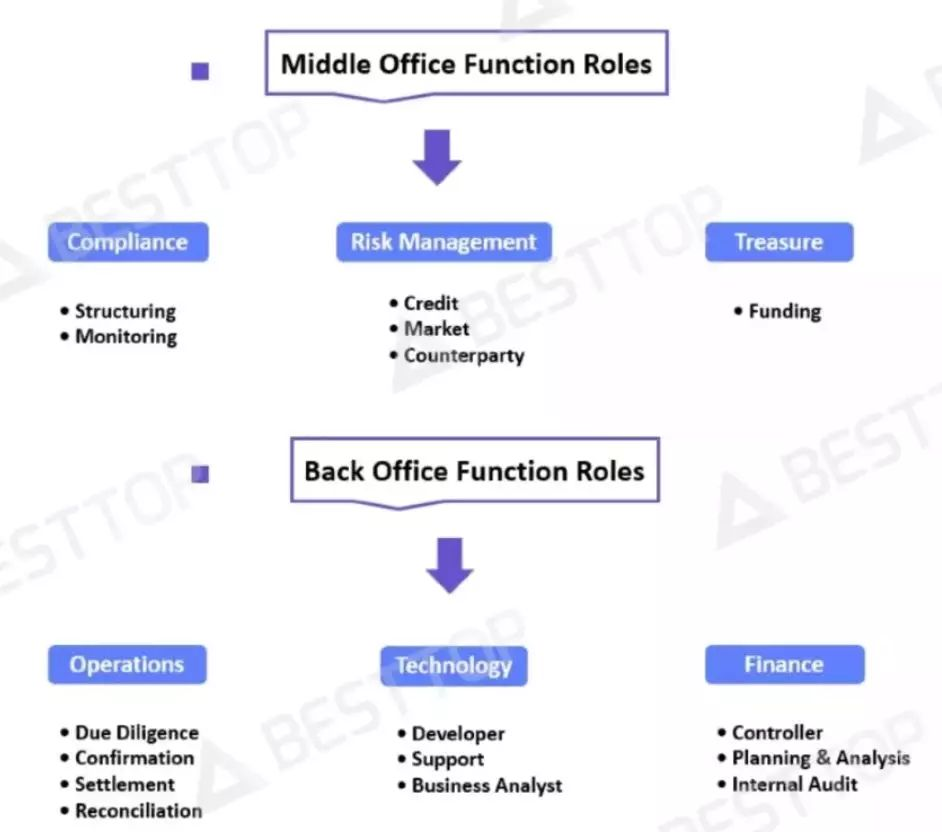 Middle Office Function Roles
Compliance
• Structuring
• Monitoring
Risk Management
• Credit
• Market
• Counterparty
Treasure
• Funding
Back Office Function Roles
Operations
• Due Diligence
• Confirmation
• Settlement
• Reconciliation
Technology
• Developer
• Support
• Business Analyst
Finance
• Controller
• Planning & Analysis
• Internal Audit
BESTTOP
BESTTOP
BESTTOP
BESTTOP
BESTTOP
BESTTOP